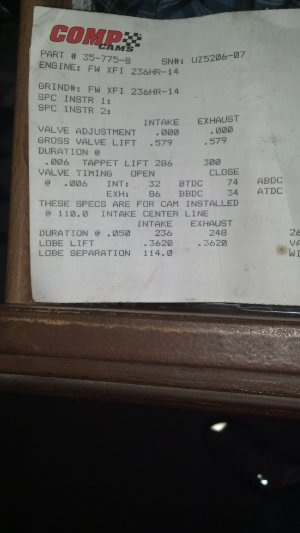 COMP
CAMS
PART # 35-775-8 SN#: UZ5206-07
ENGINE: FW XFI 236HR-14
GRIND#: FW XFI 236HR-14
SPC INSTR 1:
SPC INSTR 2:
INTAKE EXHAUST
VALVE ADJUSTMENT .000 .000
GROSS VALVE LIFT .579 .579
DURATION @
.006 TAPPET LIFT 286 300
VALVE TIMING OPEN CLOSE
@ .006 INT: 32 BTDC 74 ABDC
EXH: 86 BBDC 34 ATDC
THESE SPECS ARE FOR CAM INSTALLED
@ 110.0 INTAKE CENTER LINE
INTAKE EXHAUST
DURATION @ .050 236 248 26
LOBE LIFT .3620 .3620 VA
LOBE SEPARATION 114.0 WI